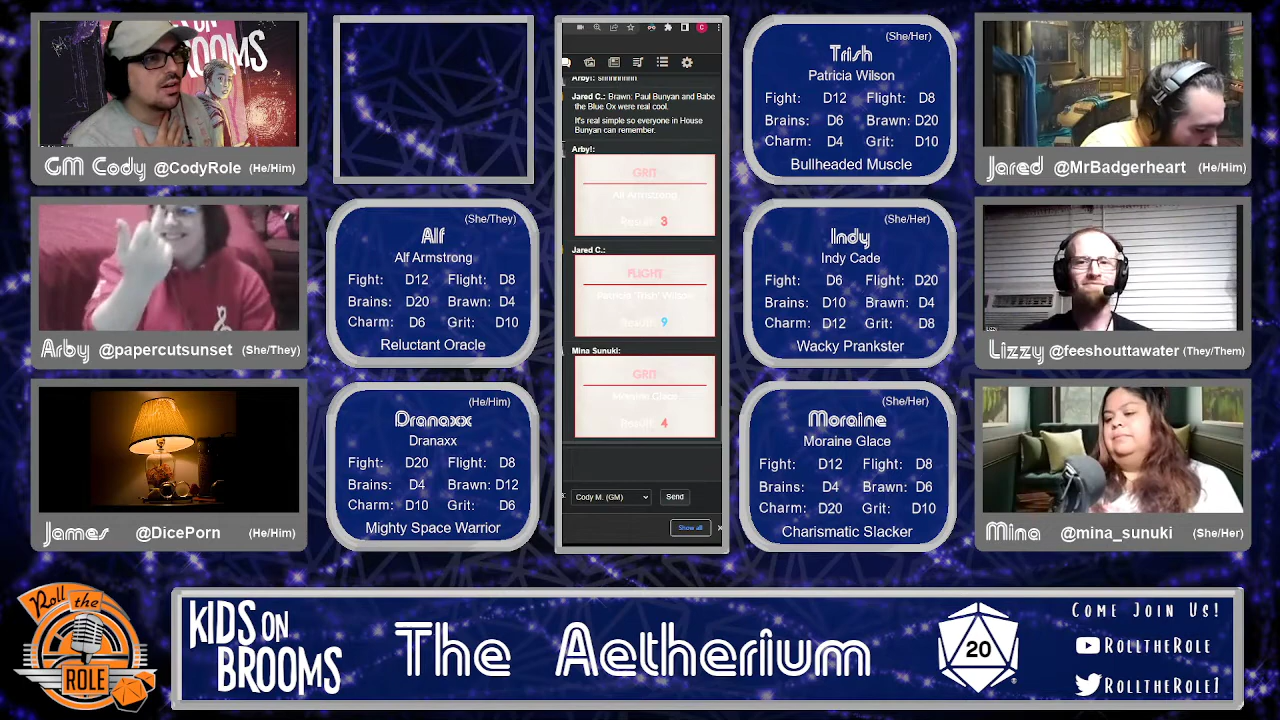 ON
BROOMS
GM Cody @CodyRole (He/Him)
Arby @papercutsunset (She/They)
James @DicePorn (He/Him)
(She/They)
Alf
Alf Armstrong
Fight: D12 Flight: D8
Brains: D20 Brawn: D4
Charm: D6 Grit: D10
Reluctant Oracle
(He/Him)
Dranaxx
Dranaxx
Fight: D20 Flight: D8
Brains: D4 Brawn: D12
Charm: D10 Grit: D6
Mighty Space Warrior
Arby!: shhhhhhh
Jared C.: Brawn: Paul Bunyan and Babe
the Blue Ox were real cool.
It's real simple so everyone in House
Bunyan can remember.
Arby!:
GRIT
Alf Armstrong
Result: 3
Jared C.:
FLIGHT
Patricia "Trish" Wilson
Result: 9
Mina Sunuki:
GRIT
Moraine Glace
Result: 4
Cody M. (GM) Send
Show all
(She/Her)
Trish
Patricia Wilson
Fight: D12 Flight: D8
Brains: D6 Brawn: D20
Charm: D4 Grit: D10
Bullheaded Muscle
(She/Her)
Indy
Indy Cade
Fight: D6 Flight: D20
Brains: D10 Brawn: D4
Charm: D12 Grit: D8
Wacky Prankster
(She/Her)
Moraine
Moraine Glace
Fight: D12 Flight: D8
Brains: D4 Brawn: D6
Charm: D20 Grit: D10
Charismatic Slacker
Jared @MrBadgerheart (He/Him)
Lizzy @feeshouttawater (They/Them)
Mina @mina_sunuki (She/Her)
Roll the
ROLE
KIDS ON
BROOMS
The Aetherium
20
Come Join Us!
RolltheRole
RolltheRole1